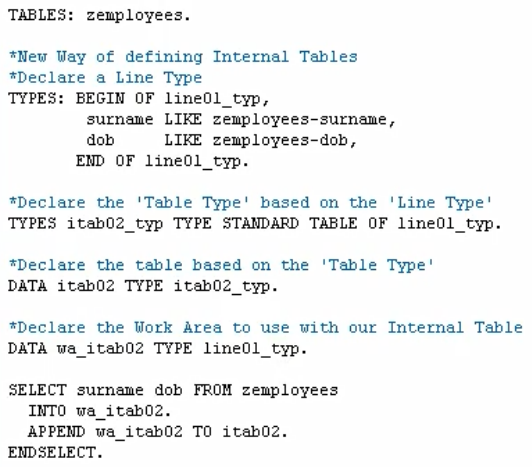 TABLES: zemployees.
*New Way of defining Internal Tables
*Declare a Line Type
TYPES: BEGIN OF line01_typ,
surname LIKE zemployees-surname,
dob LIKE zemployees-dob,
END OF line01_typ.
*Declare the 'Table Type' based on the 'Line Type'
TYPES itab02_typ TYPE STANDARD TABLE OF line01_typ.
*Declare the table based on the 'Table Type'
DATA itab02 TYPE itab02_typ.
*Declare the Work Area to use with our Internal Table
DATA wa_itab02 TYPE line01_typ.
SELECT surname dob FROM zemployees
INTO wa_itab02.
APPEND wa_itab02 TO itab02.
ENDSELECT.